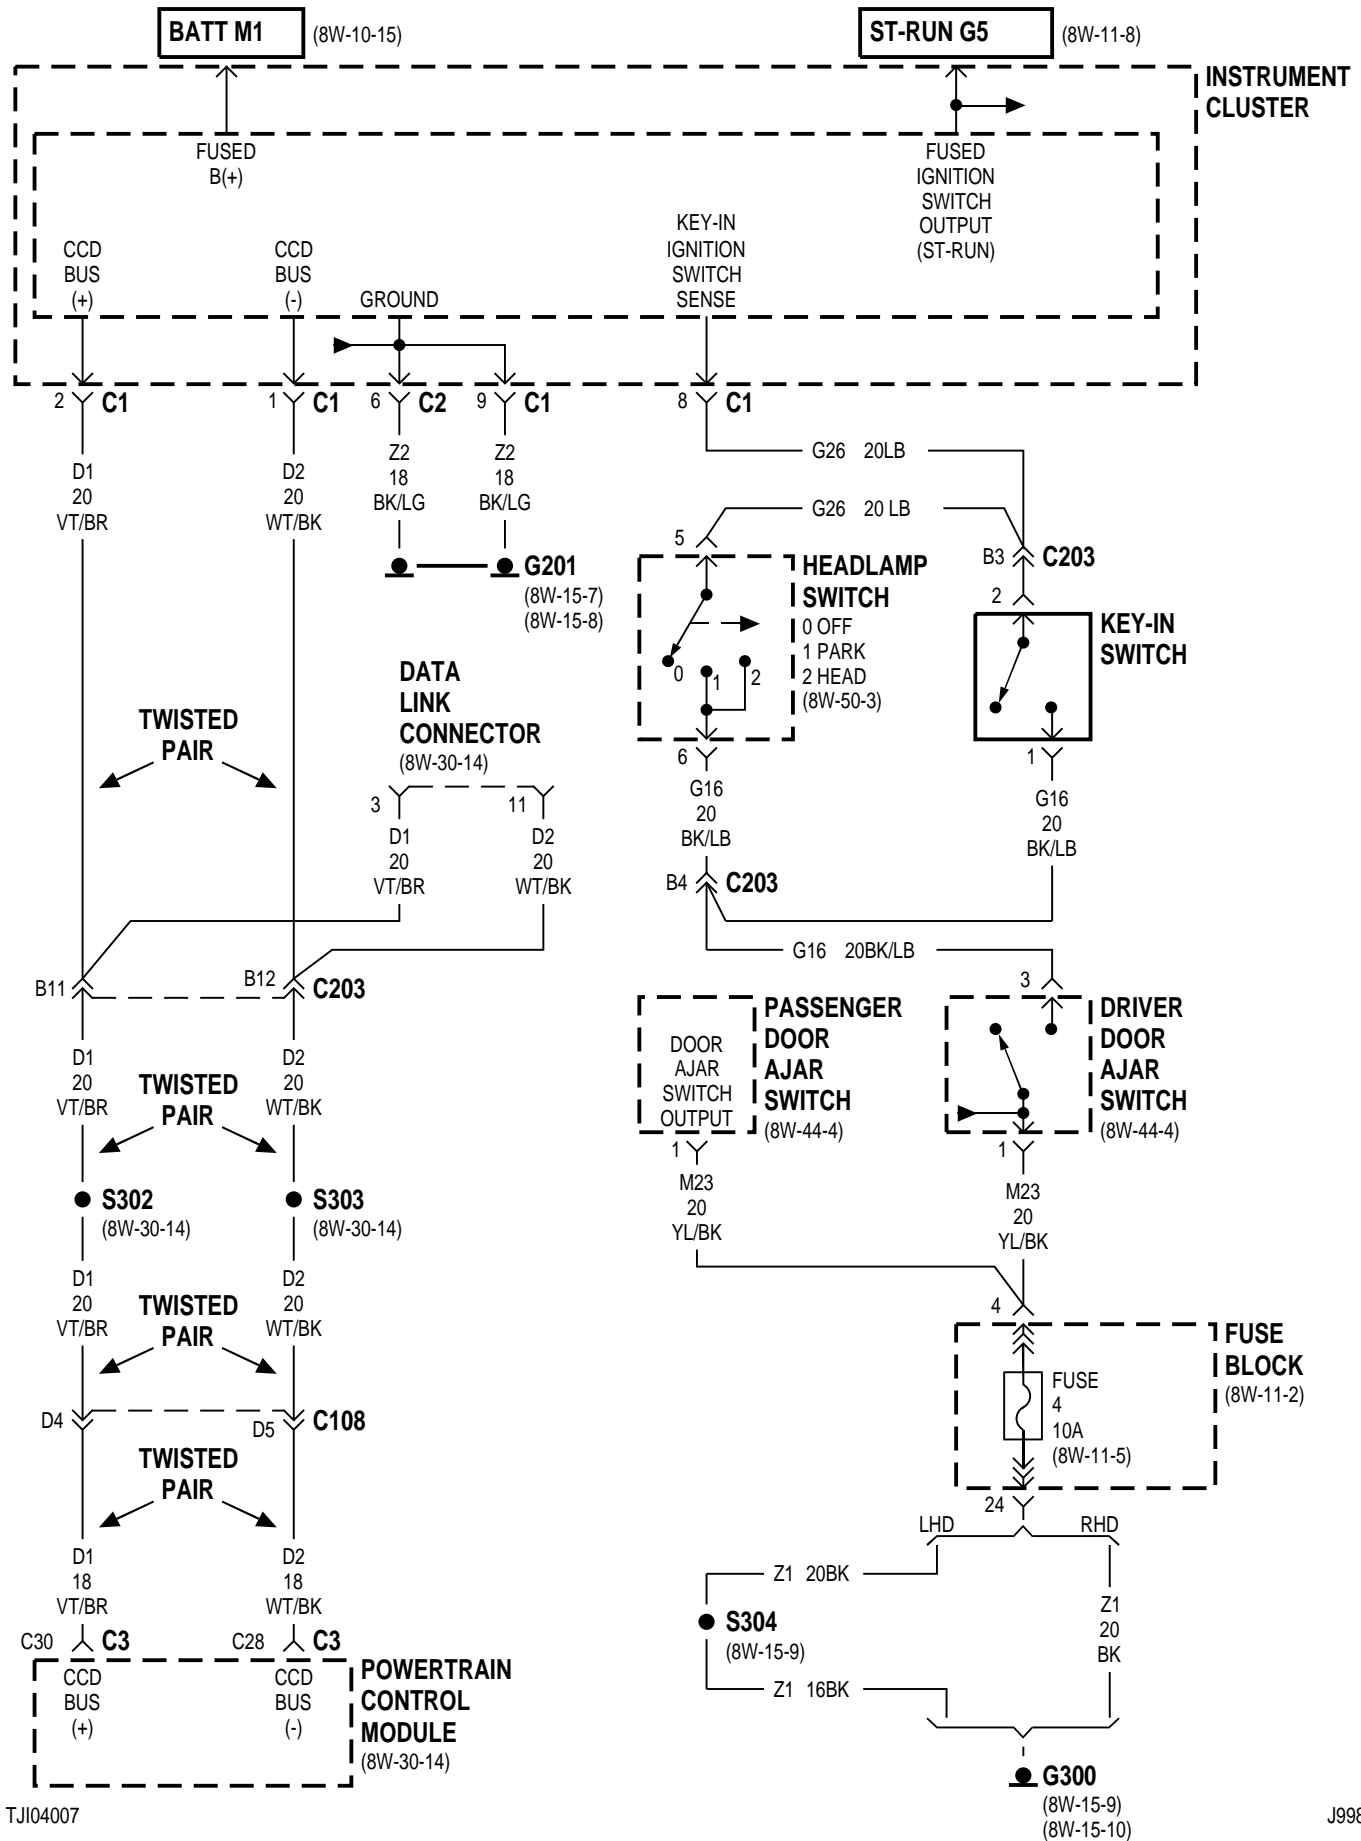 BATT M1 (8W-10-15)
ST-RUN G5 (8W-11-8)
INSTRUMENT
CLUSTER
FUSED
B(+)
FUSED
IGNITION
SWITCH
OUTPUT
(ST-RUN)
CCD
BUS
(+)
CCD
BUS
(-)
GROUND
KEY-IN
IGNITION
SWITCH
SENSE
2 C1
1 C1
6 C2
9 C1
8 C1
D1
20
VT/BR
D2
20
WT/BK
Z2
18
BK/LG
Z2
18
BK/LG
G26 20LB
G26 20 LB
G201
(8W-15-7)
(8W-15-8)
5
HEADLAMP
SWITCH
0 OFF
1 PARK
2 HEAD
(8W-50-3)
0
1
2
B3 C203
2
KEY-IN
SWITCH
TWISTED
PAIR
DATA
LINK
CONNECTOR
(8W-30-14)
3
11
D1
20
VT/BR
D2
20
WT/BK
6
G16
20
BK/LB
1
G16
20
BK/LB
B4 C203
G16 20BK/LB
B11
B12 C203
D1
20
VT/BR
D2
20
WT/BK
TWISTED
PAIR
DOOR
AJAR
SWITCH
OUTPUT
PASSENGER
DOOR
AJAR
SWITCH
(8W-44-4)
3
DRIVER
DOOR
AJAR
SWITCH
(8W-44-4)
1
M23
20
YL/BK
1
M23
20
YL/BK
S302
(8W-30-14)
S303
(8W-30-14)
D1
20
VT/BR
D2
20
WT/BK
TWISTED
PAIR
4
FUSE
BLOCK
(8W-11-2)
FUSE
4
10A
(8W-11-5)
24
D4
D5 C108
TWISTED
PAIR
LHD
RHD
Z1 20BK
S304
(8W-15-9)
Z1
20
BK
Z1 16BK
D1
18
VT/BR
D2
18
WT/BK
C30 C3
C28 C3
CCD
BUS
(+)
CCD
BUS
(-)
POWERTRAIN
CONTROL
MODULE
(8W-30-14)
G300
(8W-15-9)
(8W-15-10)
TJI04007
J998